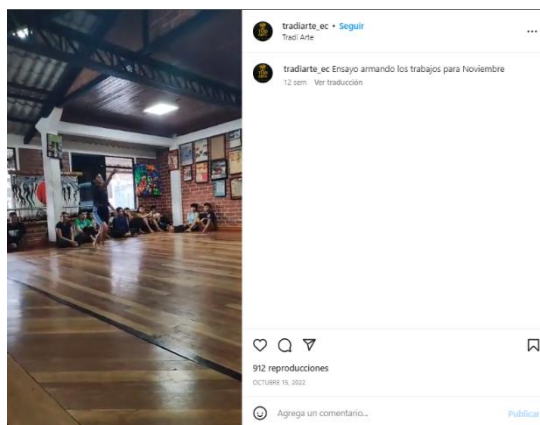 tradiarte_ec • Seguir
Tradi Arte
tradiarte_ec Ensayo armando los trabajos para Noviembre
12 sem Ver traducción
912 reproducciones
OCTUBRE 19, 2022
Agrega un comentario...
Publicar